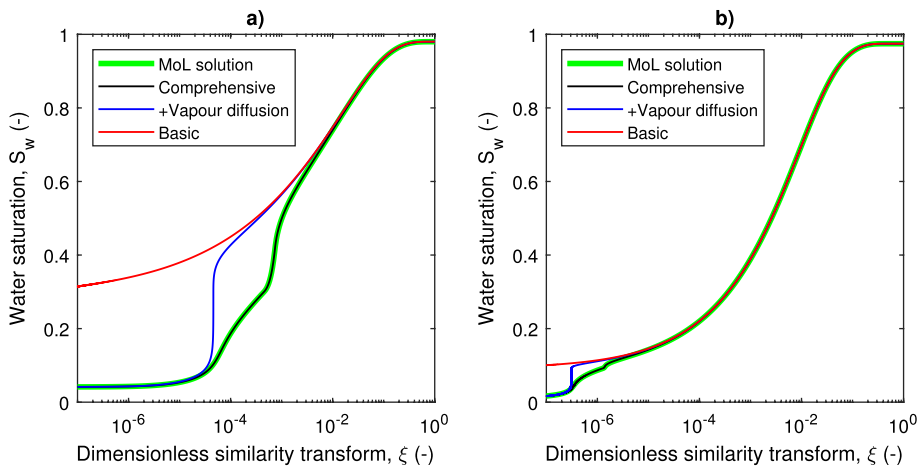 a)
1
0.8
0.6
0.4
0.2
0
Water saturation, S_w (-)
MoL solution
Comprehensive
+Vapour diffusion
Basic
10^-6 10^-4 10^-2 10^0
Dimensionless similarity transform, ξ (-)
b)
1
0.8
0.6
0.4
0.2
0
Water saturation, S_w (-)
MoL solution
Comprehensive
+Vapour diffusion
Basic
10^-6 10^-4 10^-2 10^0
Dimensionless similarity transform, ξ (-)